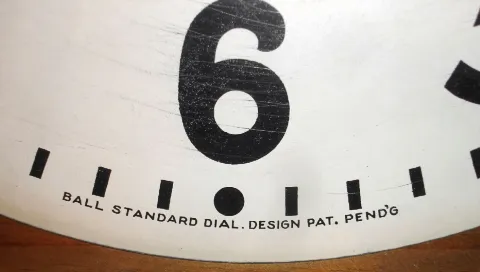 6
BALL STANDARD DIAL. DESIGN PAT. PEND'G